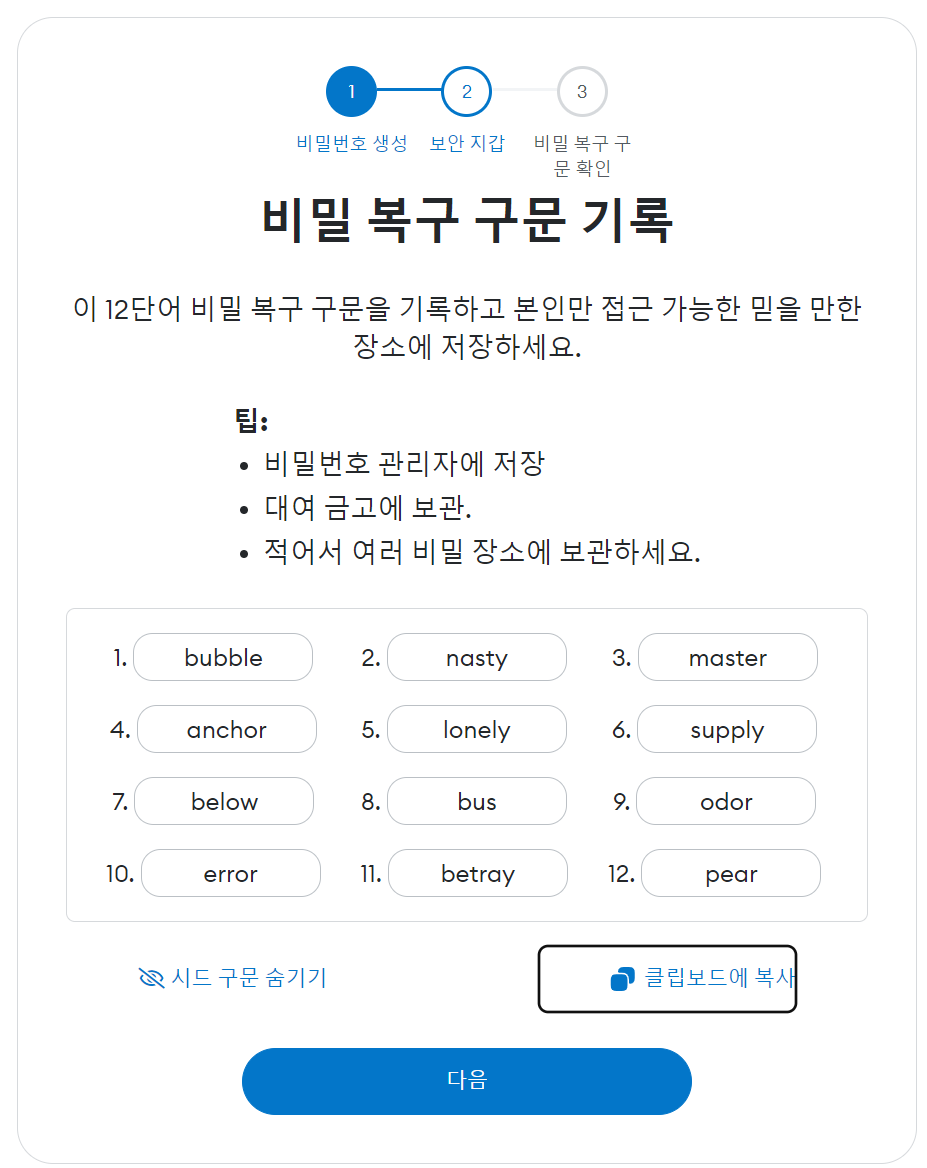 1 2 3
비밀번호 생성 보안 지갑 비밀 복구 구
문 확인
비밀 복구 구문 기록
이 12단어 비밀 복구 구문을 기록하고 본인만 접근 가능한 믿을 만한
장소에 저장하세요.
팁:
• 비밀번호 관리자에 저장
• 대여 금고에 보관.
• 적어서 여러 비밀 장소에 보관하세요.
1. bubble 2. nasty 3. master
4. anchor 5. lonely 6. supply
7. below 8. bus 9. odor
10. error 11. betray 12. pear
시드 구문 숨기기 클립보드에 복사
다음